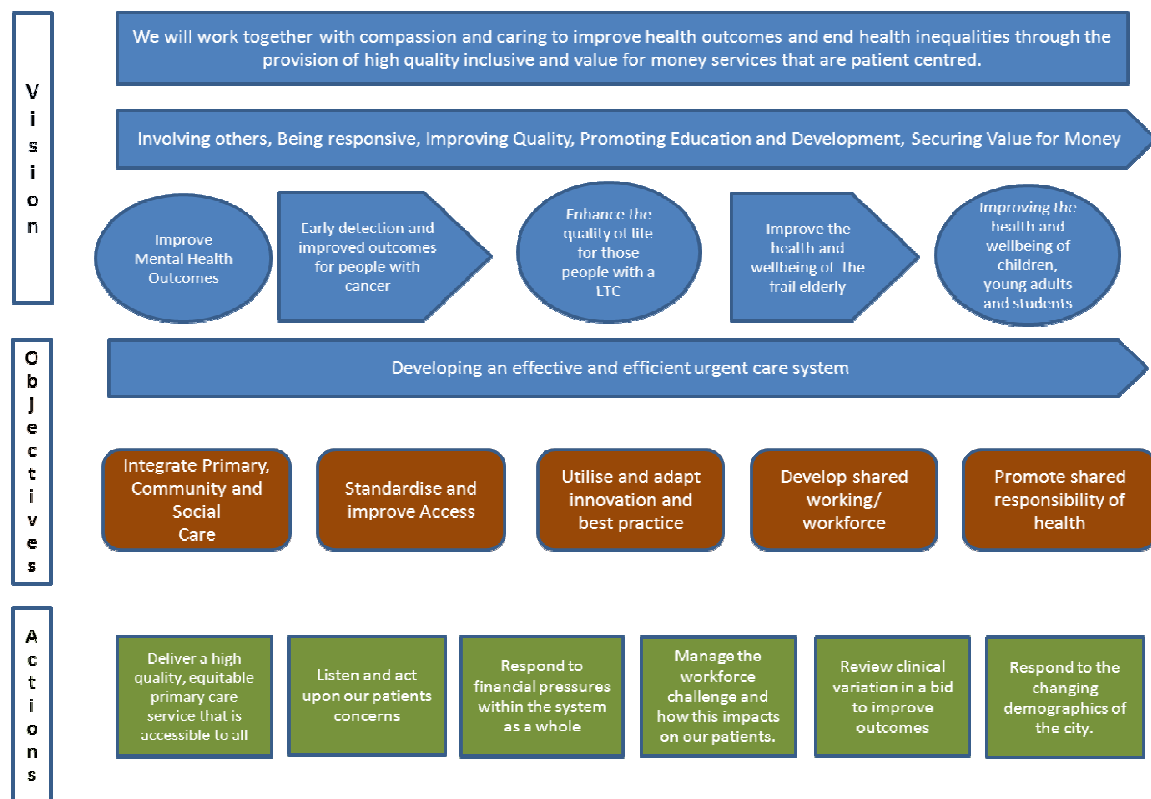 Vision
We will work together with compassion and caring to improve health outcomes and end health inequalities through the
provision of high quality inclusive and value for money services that are patient centred.
Involving others, Being responsive, Improving Quality, Promoting Education and Development, Securing Value for Money
Improve
Mental Health
Outcomes
Early detection and
improved outcomes
for people with
cancer
Enhance the
quality of life
for those
people with a
LTC
Improve the
health and
wellbeing of The
frail elderly
Improving the
health and
wellbeing of
children,
young adults
and students
Objectives
Developing an effective and efficient urgent care system
Integrate Primary,
Community and
Social
Care
Standardise and
improve Access
Utilise and adapt
innovation and
best practice
Develop shared
working/
workforce
Promote shared
responsibility of
health
Actions
Deliver a high
quality, equitable
primary care
service that is
accessible to all
Listen and act
upon our patients
concerns
Respond to
financial pressures
within the system
as a whole
Manage the
workforce
challenge and
how this impacts
on our patients.
Review clinical
variation in a bid
to improve
outcomes
Respond to the
changing
demographics of
the city.